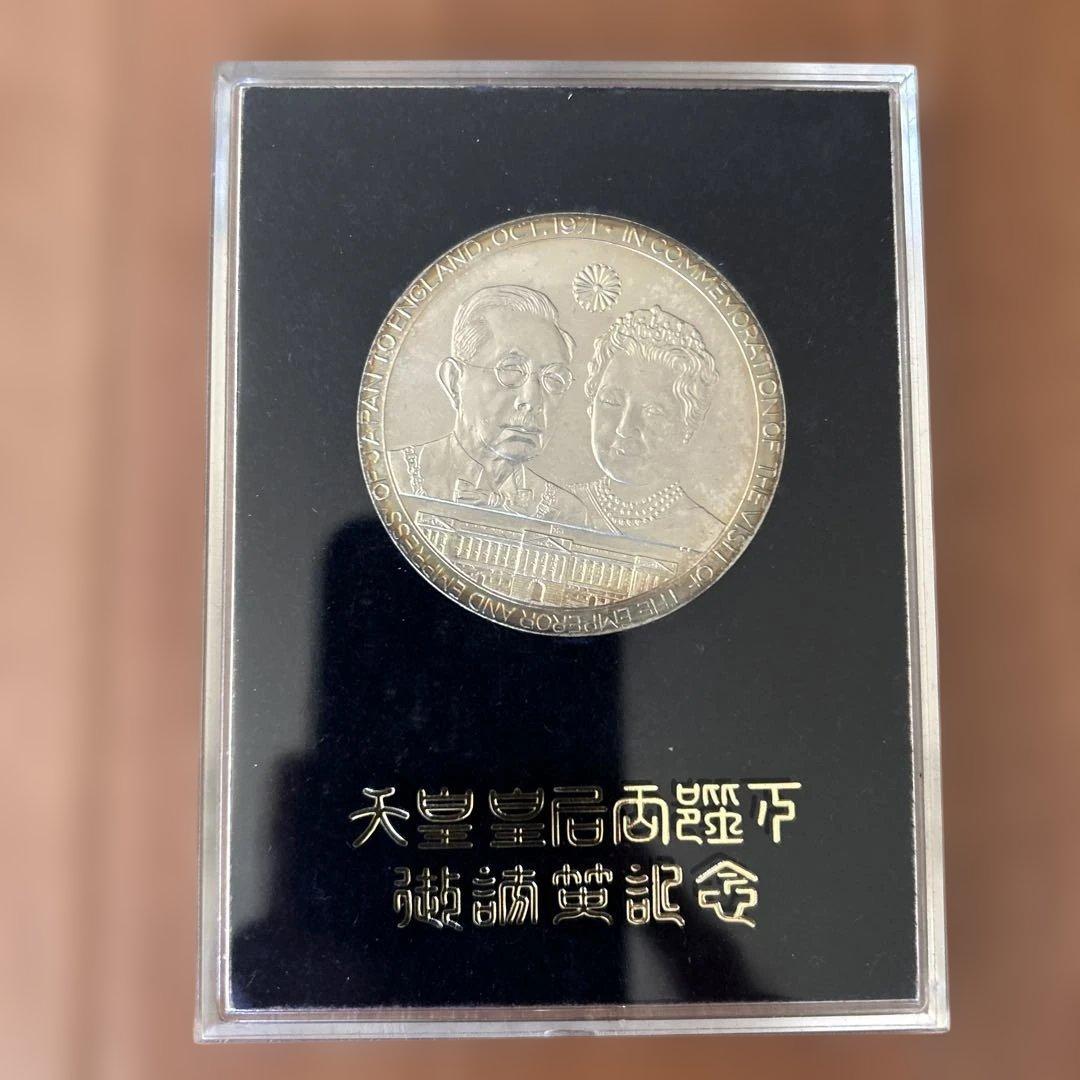 IN COMMEMORATION OF THE VISIT OF THE EMPEROR AND EMPRESS OF JAPAN TO ENGLAND, OCT. 1971 •
天皇皇后両陛下
御訪英記念